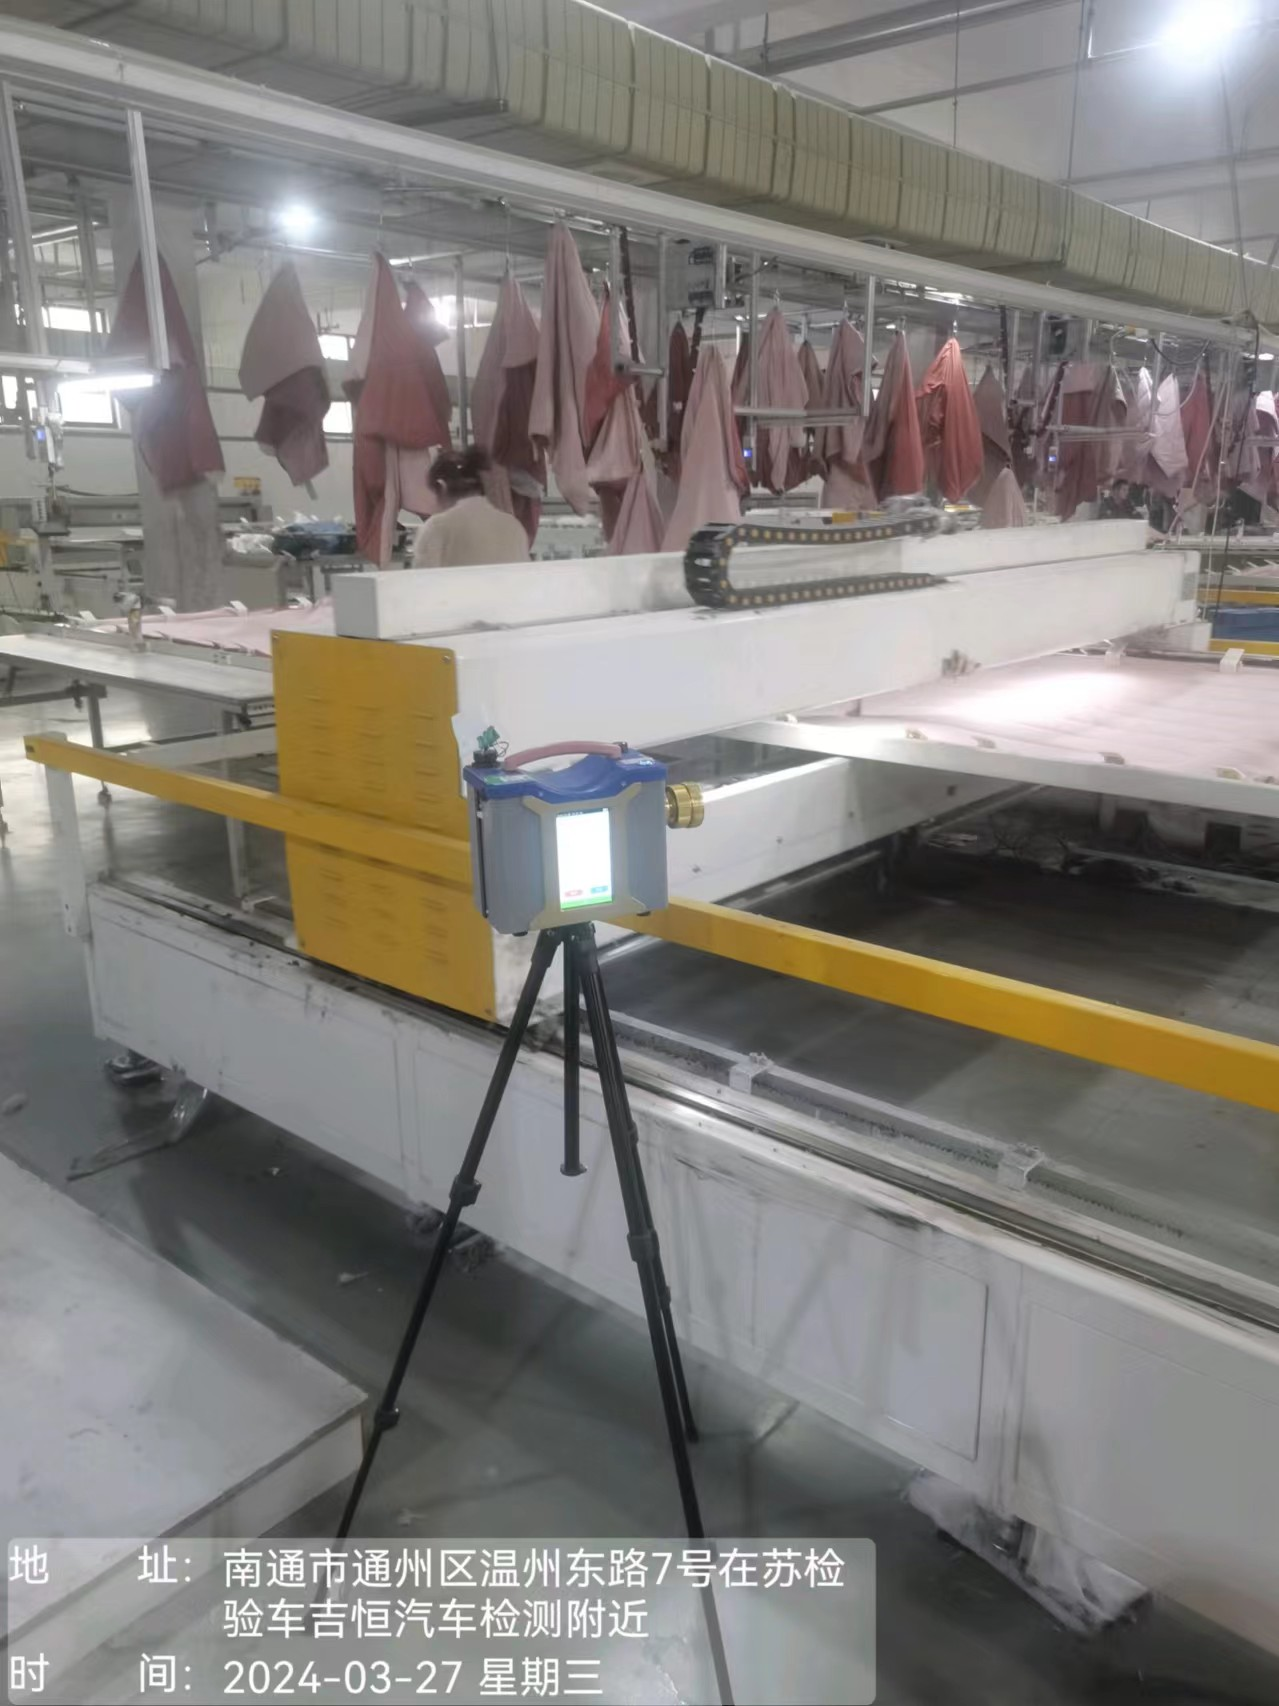 地 址：南通市通州区温州东路7号在苏检
验车吉恒汽车检测附近
时 间：2024-03-27 星期三